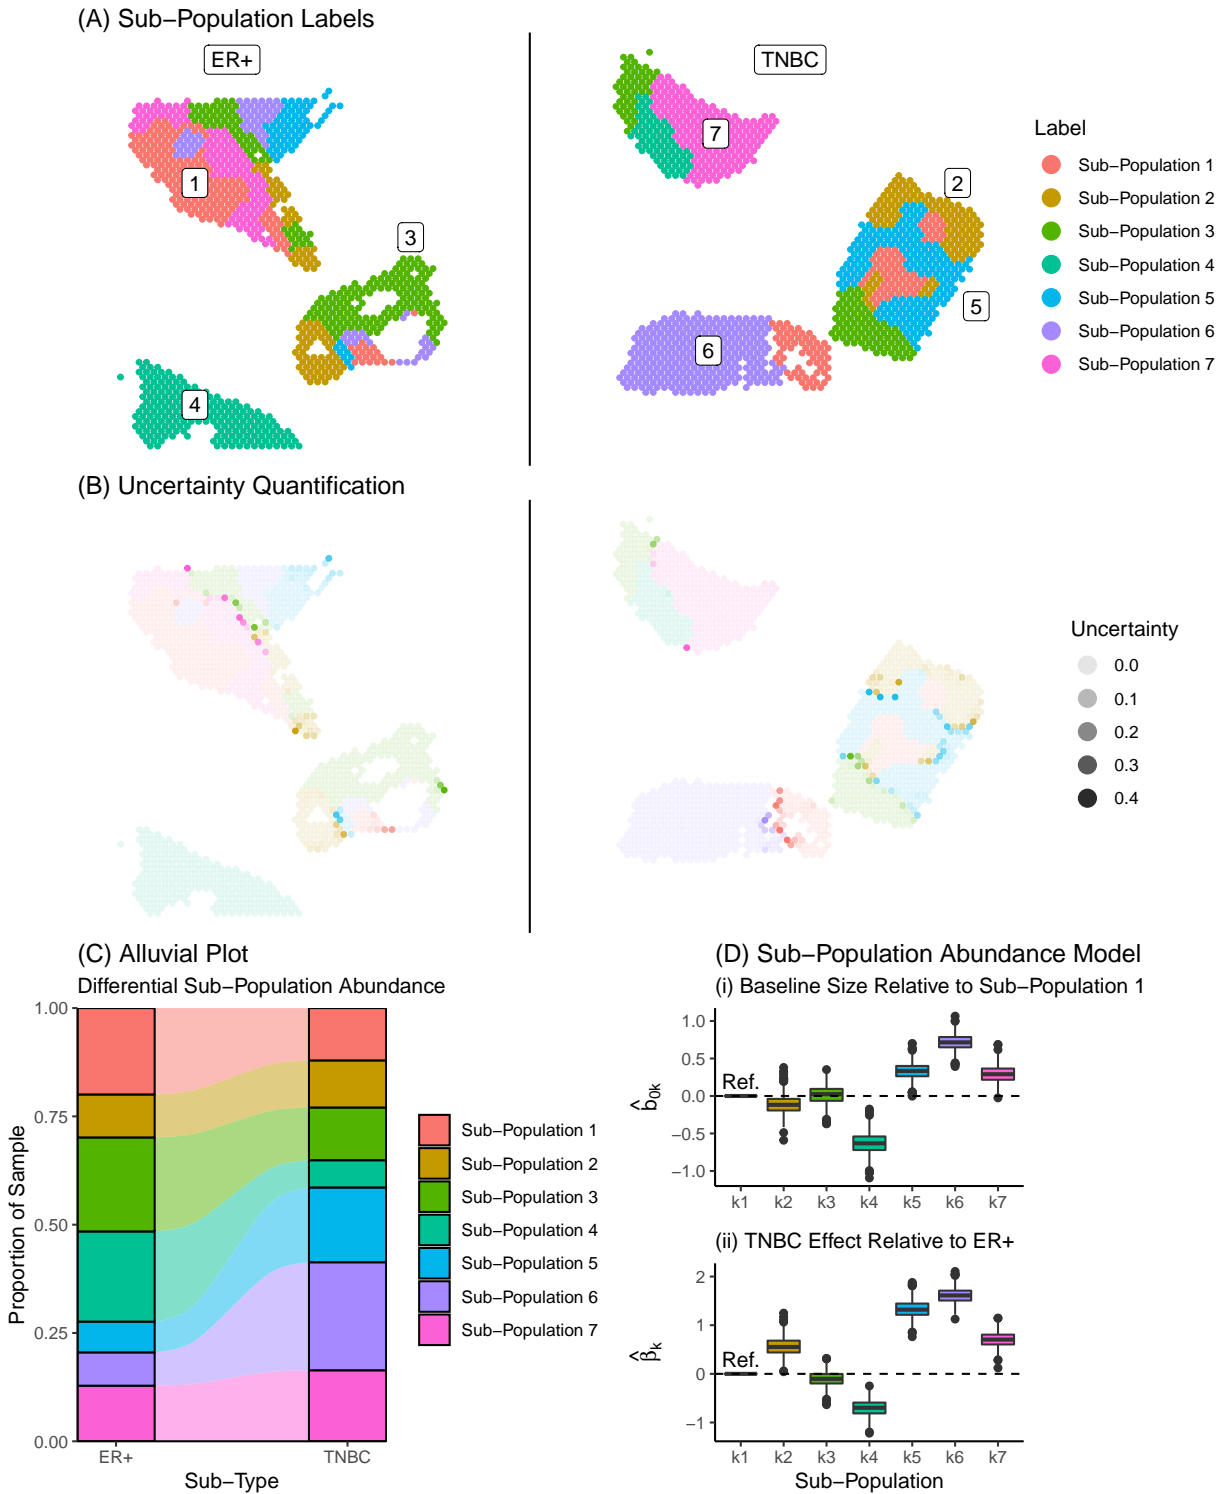 (A) Sub−Population Labels
ER+
TNBC
1
3
4
7
2
5
6
Label
Sub−Population 1
Sub−Population 2
Sub−Population 3
Sub−Population 4
Sub−Population 5
Sub−Population 6
Sub−Population 7
(B) Uncertainty Quantification
Uncertainty
0.0
0.1
0.2
0.3
0.4
(C) Alluvial Plot
Differential Sub−Population Abundance
Proportion of Sample
1.00
0.75
0.50
0.25
0.00
ER+
TNBC
Sub−Type
Sub−Population 1
Sub−Population 2
Sub−Population 3
Sub−Population 4
Sub−Population 5
Sub−Population 6
Sub−Population 7
(D) Sub−Population Abundance Model
(i) Baseline Size Relative to Sub−Population 1
b̂0k
1.0
0.5
0.0
−0.5
−1.0
Ref.
k1 k2 k3 k4 k5 k6 k7
(ii) TNBC Effect Relative to ER+
β̂k
2
1
0
−1
Ref.
k1 k2 k3 k4 k5 k6 k7
Sub−Population